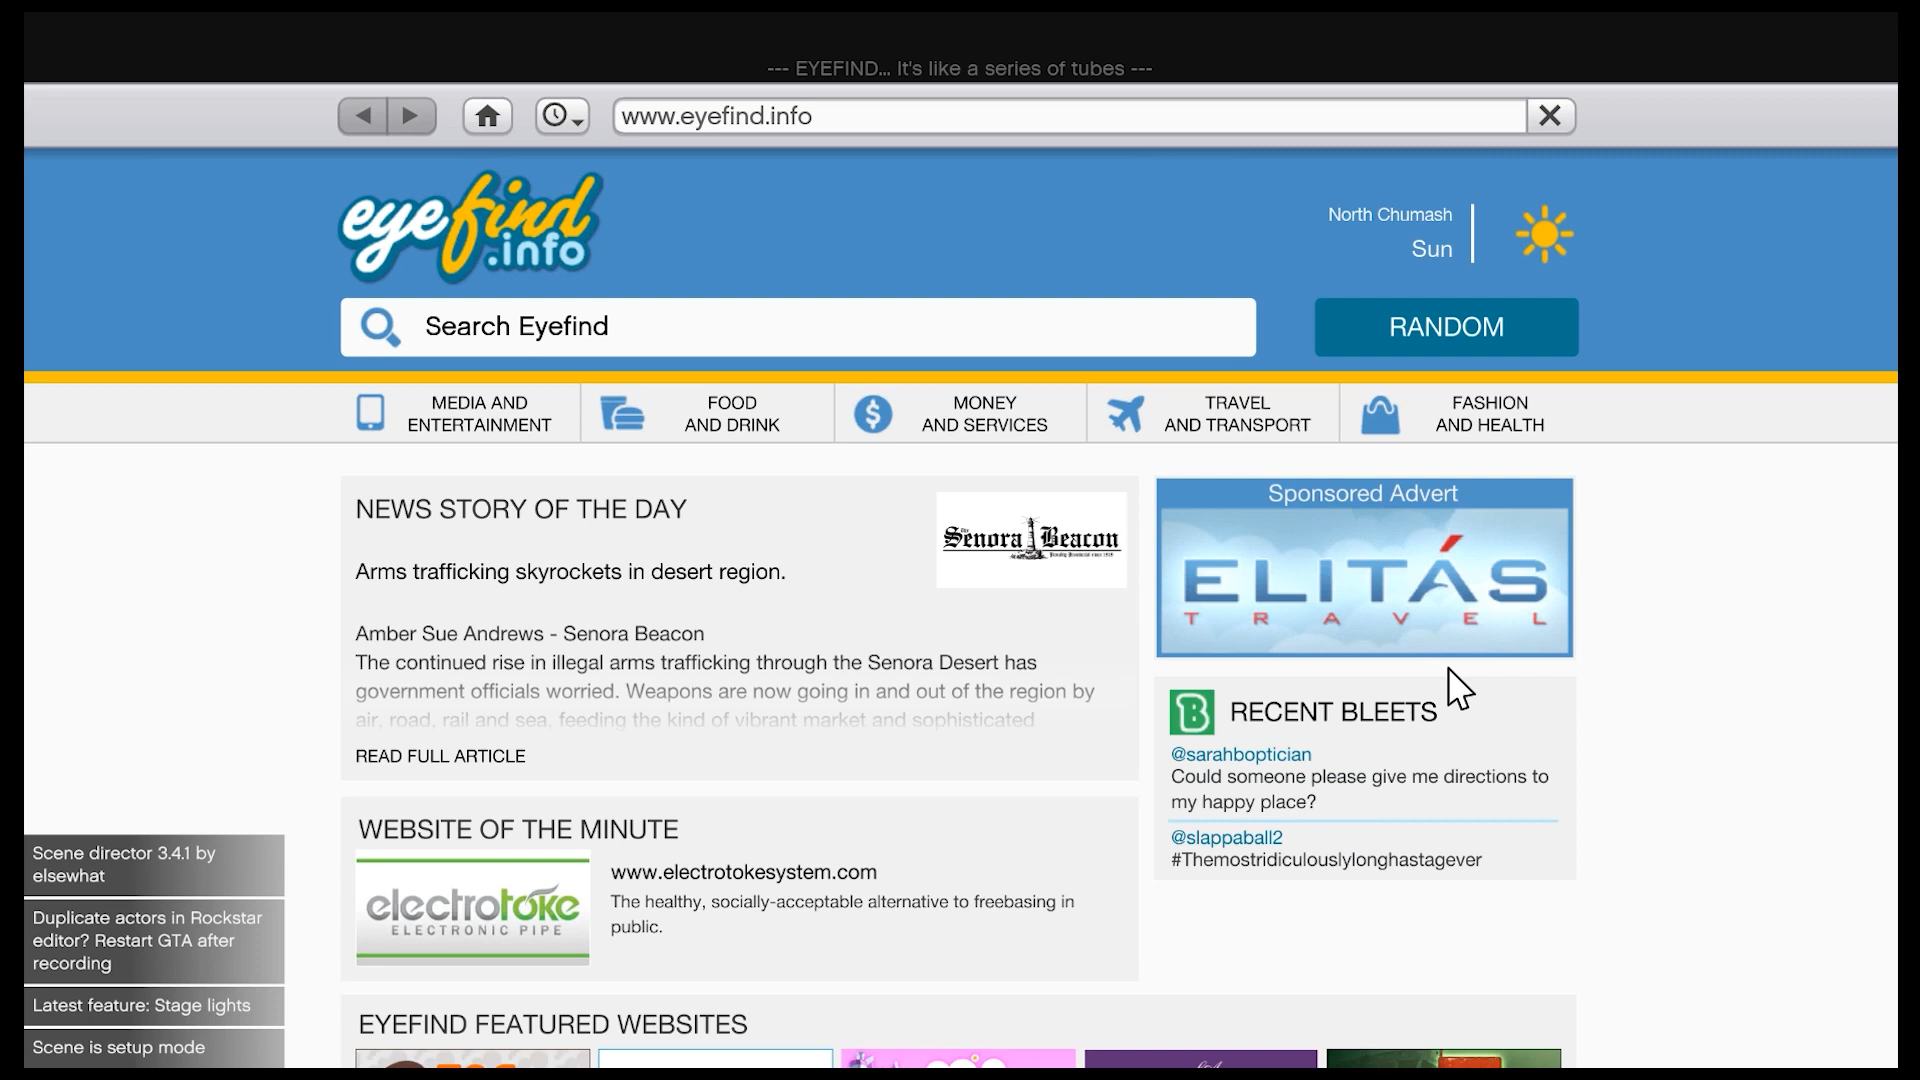 --- EYEFIND... It's like a series of tubes ---
www.eyefind.info
eyefind
.info
North Chumash
Sun
Search Eyefind
RANDOM
MEDIA AND
ENTERTAINMENT
FOOD
AND DRINK
MONEY
AND SERVICES
TRAVEL
AND TRANSPORT
FASHION
AND HEALTH
NEWS STORY OF THE DAY
The Senora Beacon
Arms trafficking skyrockets in desert region.
Amber Sue Andrews - Senora Beacon
The continued rise in illegal arms trafficking through the Senora Desert has
government officials worried. Weapons are now going in and out of the region by
air, road, rail and sea, feeding the kind of vibrant market and sophisticated
READ FULL ARTICLE
Sponsored Advert
ELITÁS
TRAVEL
B
RECENT BLEETS
@sarahboptician
Could someone please give me directions to
my happy place?
@slappaball2
#Themostridiculouslylonghastagever
WEBSITE OF THE MINUTE
electrotoke
ELECTRONIC PIPE
www.electrotokesystem.com
The healthy, socially-acceptable alternative to freebasing in
public.
EYEFIND FEATURED WEBSITES
Scene director 3.4.1 by
elsewhat
Duplicate actors in Rockstar
editor? Restart GTA after
recording
Latest feature: Stage lights
Scene is setup mode